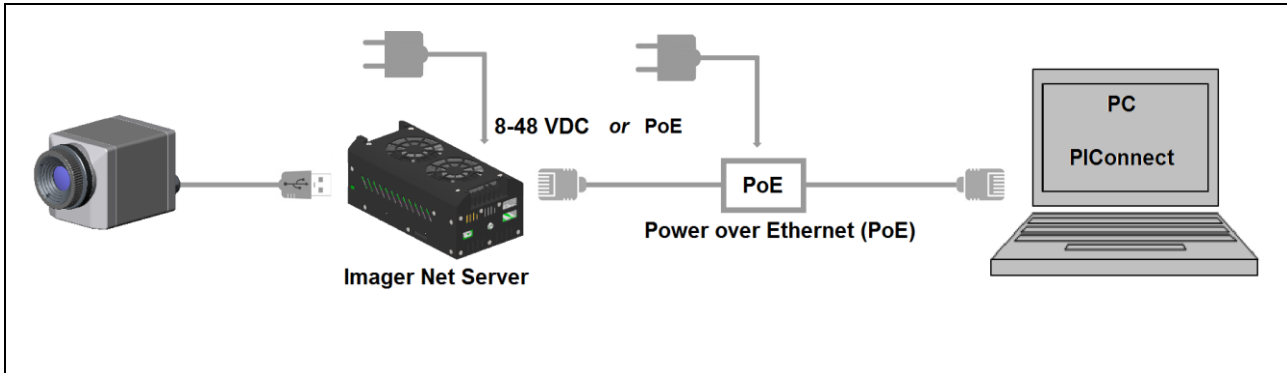 8-48 VDC or PoE
PC
PIConnect
PoE
Power over Ethernet (PoE)
Imager Net Server